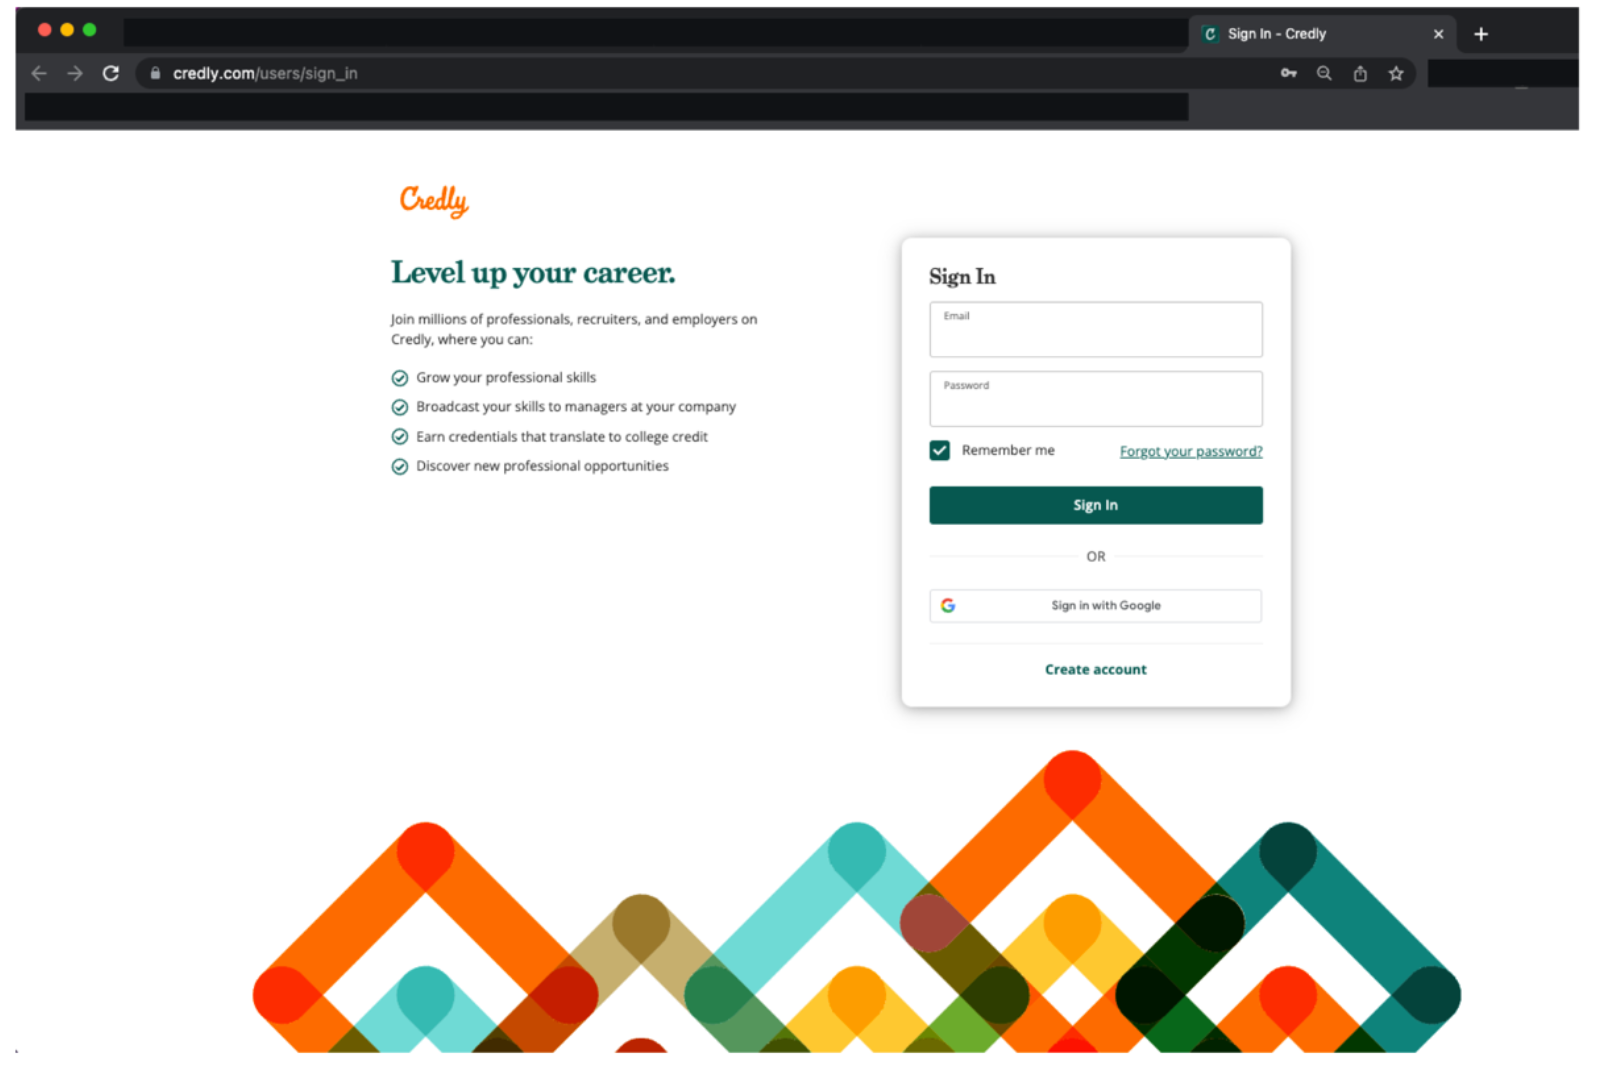 Sign In - Credly
credly.com/users/sign_in
Credly
Level up your career.
Join millions of professionals, recruiters, and employers on
Credly, where you can:
Grow your professional skills
Broadcast your skills to managers at your company
Earn credentials that translate to college credit
Discover new professional opportunities
Sign In
Email
Password
Remember me
Forgot your password?
Sign In
OR
Sign in with Google
Create account